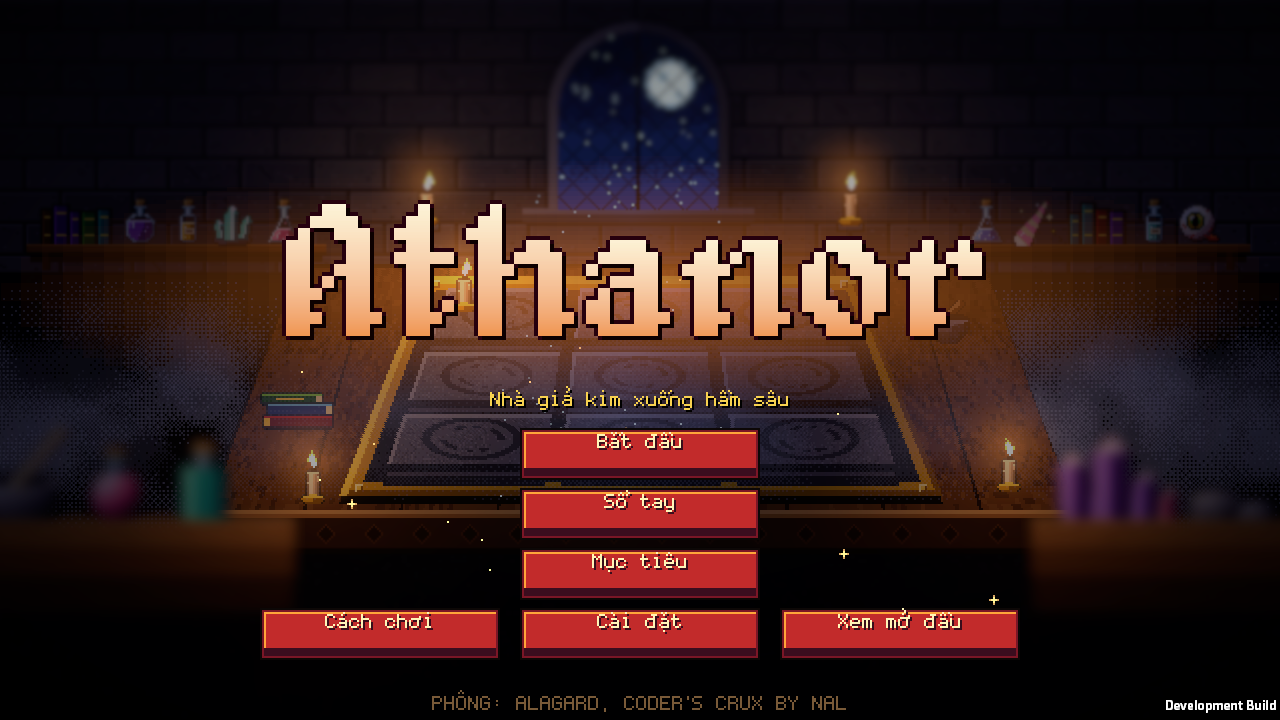 Athanor
Nhà giả kim xuống hầm sâu
Bắt đầu
Sổ tay
Mục tiêu
Cách chơi
Cài đặt
Xem mở đầu
PHÔNG: ALAGARD, CODER'S CRUX BY NAL
Development Build